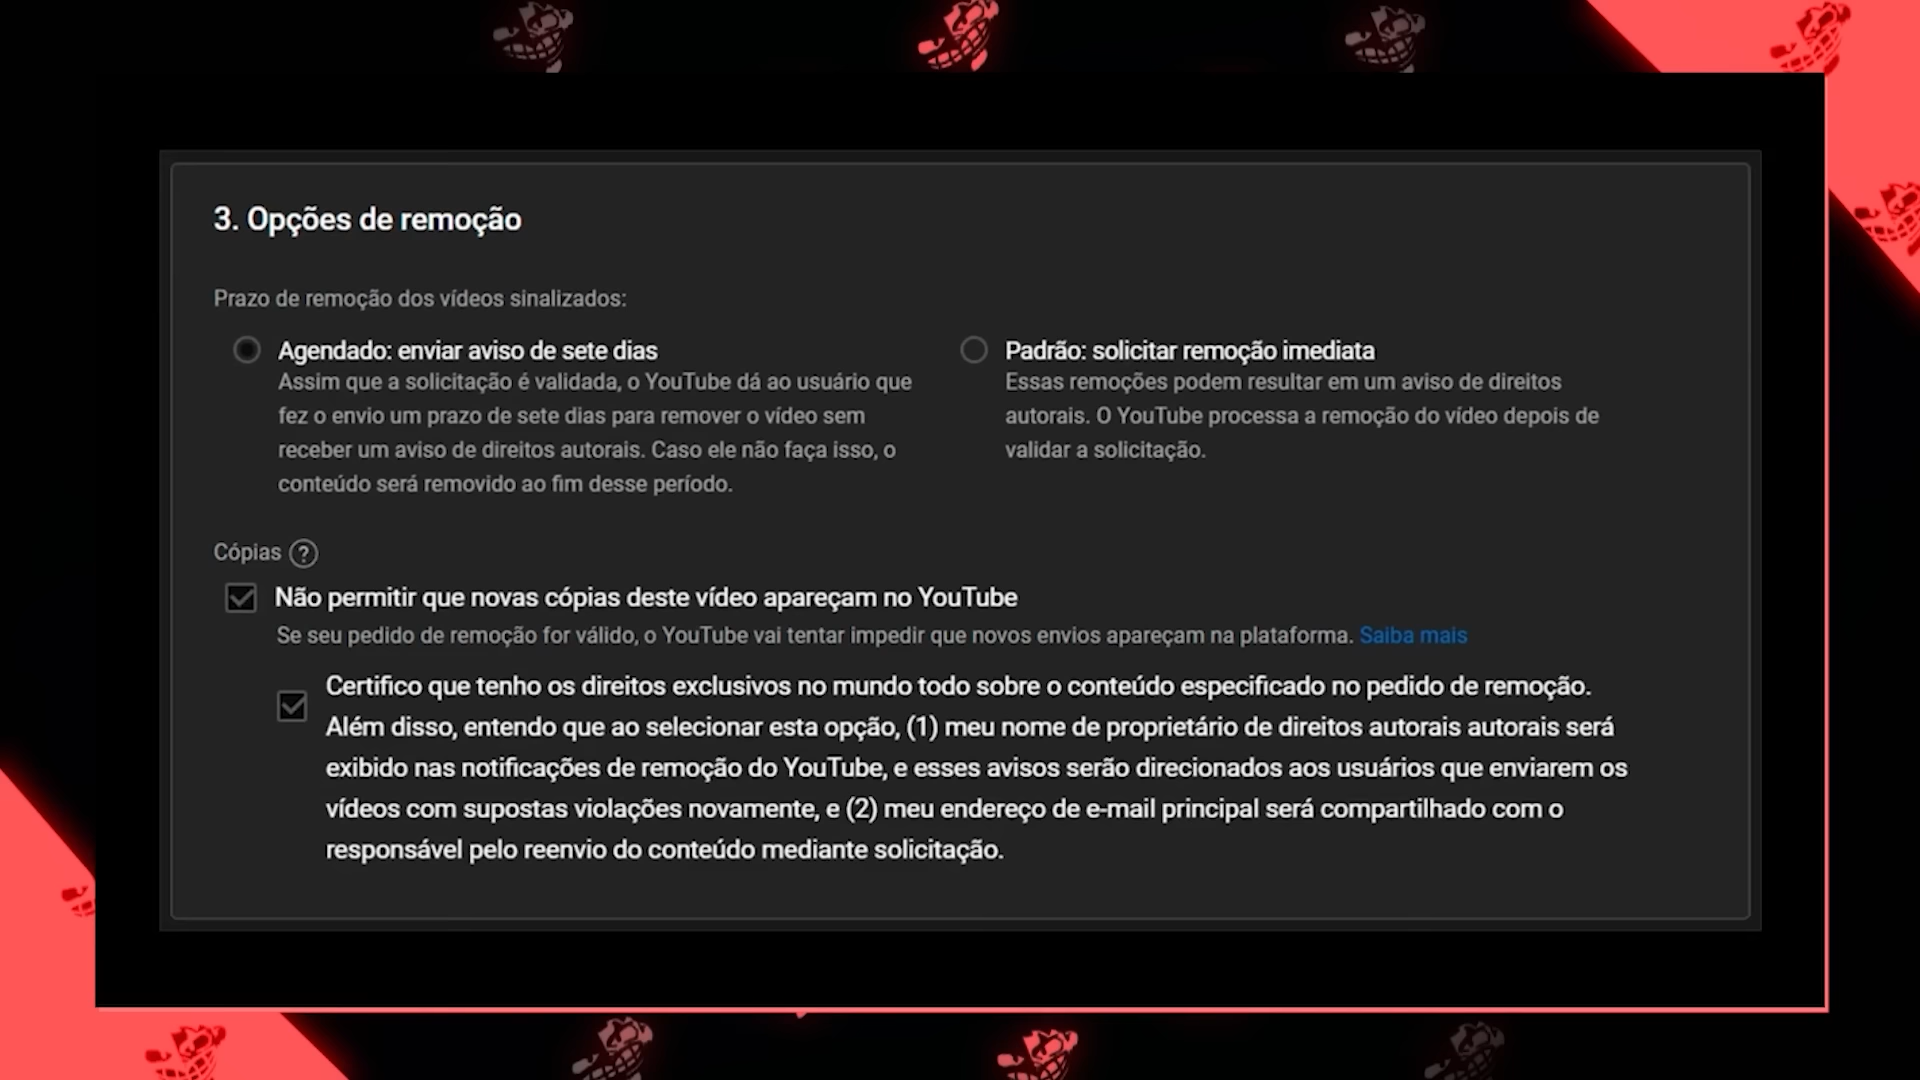 3. Opções de remoção
Prazo de remoção dos vídeos sinalizados:
Agendado: enviar aviso de sete dias
Assim que a solicitação é validada, o YouTube dá ao usuário que
fez o envio um prazo de sete dias para remover o vídeo sem
receber um aviso de direitos autorais. Caso ele não faça isso, o
conteúdo será removido ao fim desse período.
Padrão: solicitar remoção imediata
Essas remoções podem resultar em um aviso de direitos
autorais. O YouTube processa a remoção do vídeo depois de
validar a solicitação.
Cópias ?
Não permitir que novas cópias deste vídeo apareçam no YouTube
Se seu pedido de remoção for válido, o YouTube vai tentar impedir que novos envios apareçam na plataforma. Saiba mais
Certifico que tenho os direitos exclusivos no mundo todo sobre o conteúdo especificado no pedido de remoção.
Além disso, entendo que ao selecionar esta opção, (1) meu nome de proprietário de direitos autorais autorais será
exibido nas notificações de remoção do YouTube, e esses avisos serão direcionados aos usuários que enviarem os
vídeos com supostas violações novamente, e (2) meu endereço de e-mail principal será compartilhado com o
responsável pelo reenvio do conteúdo mediante solicitação.